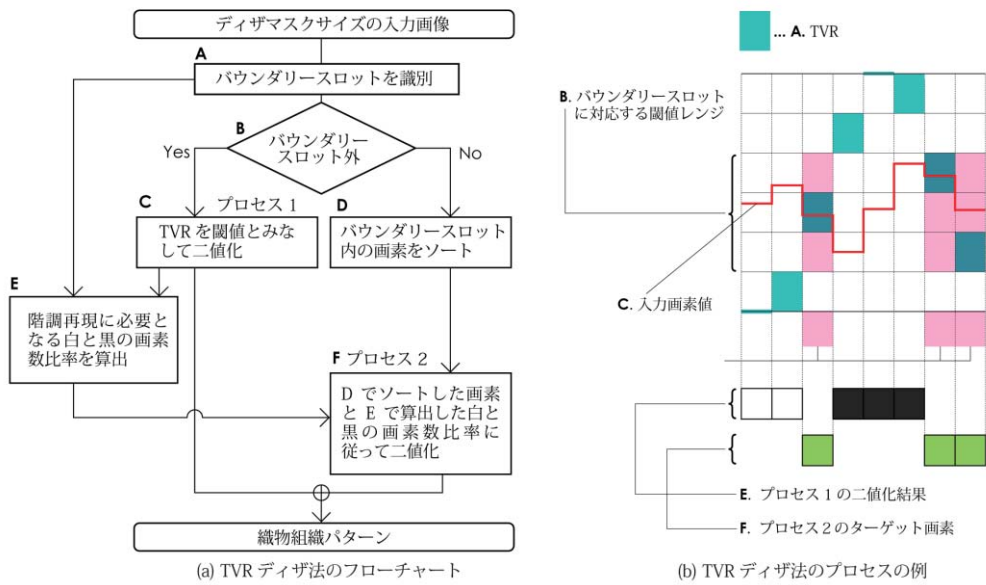 ディザマスクサイズの入力画像
A
バウンダリースロットを識別
B
バウンダリー
スロット外
Yes
No
C
プロセス 1
TVR を閾値とみな
して二値化
D
バウンダリースロット
内の画素をソート
E
階調再現に必要と
なる白と黒の画素
数比率を算出
F プロセス 2
D でソートした画素
と E で算出した白と
黒の画素数比率に
従って二値化
織物組織パターン
(a) TVR ディザ法のフローチャート
... A. TVR
B. バウンダリースロット
に対応する閾値レンジ
C. 入力画素値
E. プロセス 1 の二値化結果
F. プロセス 2 のターゲット画素
(b) TVR ディザ法のプロセスの例